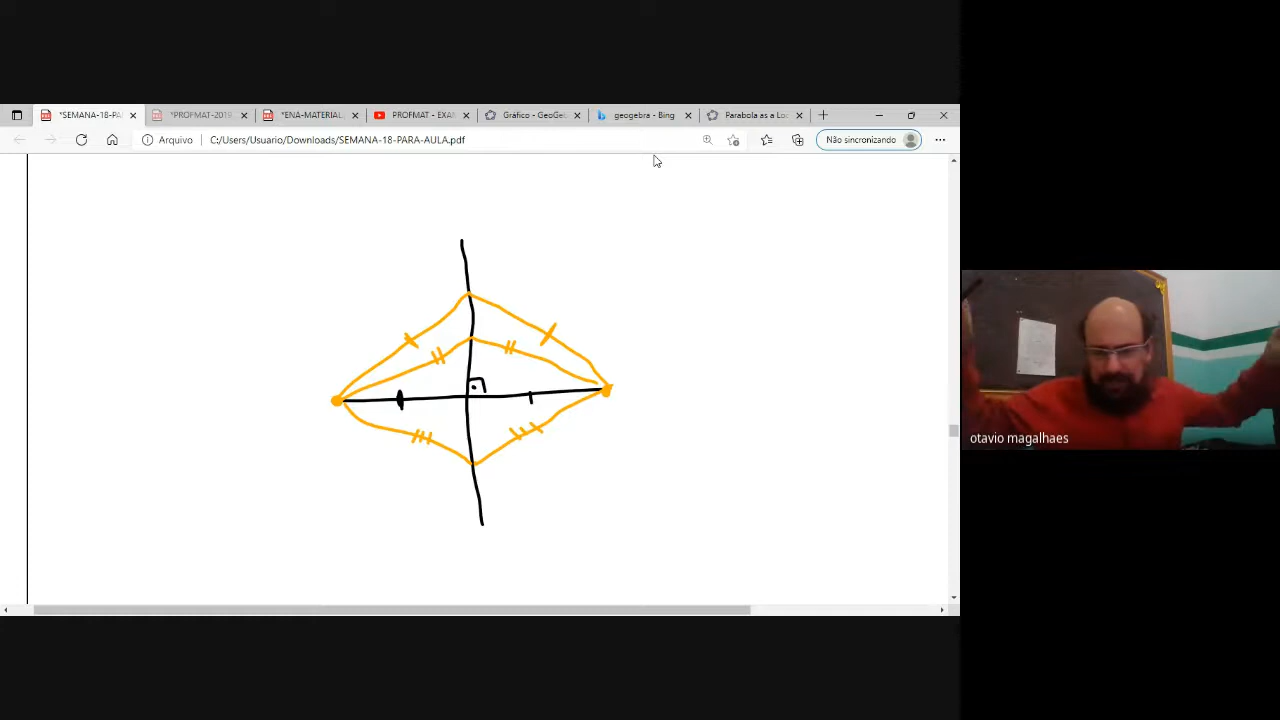 *SEMANA-18-PA
*PROFMAT-2019
*ENA-MATERIAL
PROFMAT - EXAM
Gráfico - GeoGeb
geogebra - Bing
Parabola as a Lo
Arquivo
C:/Users/Usuario/Downloads/SEMANA-18-PARA-AULA.pdf
Não sincronizando
otavio magalhaes